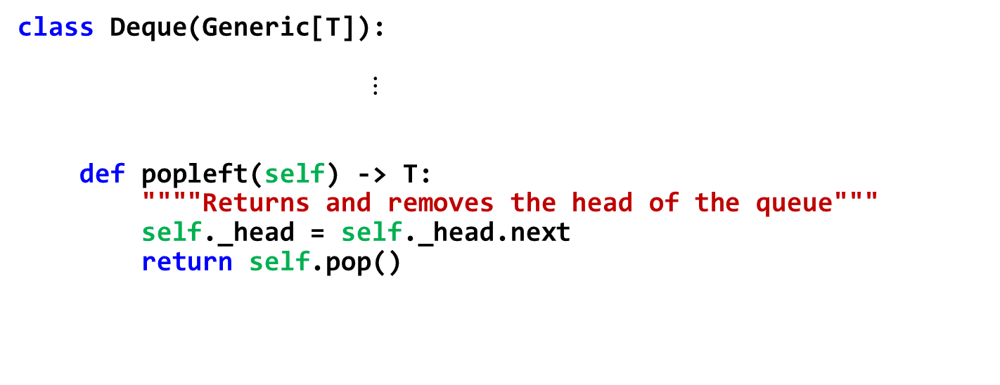 class Deque(Generic[T]):
⋮
def popleft(self) -> T:
""""Returns and removes the head of the queue"""
self._head = self._head.next
return self.pop()